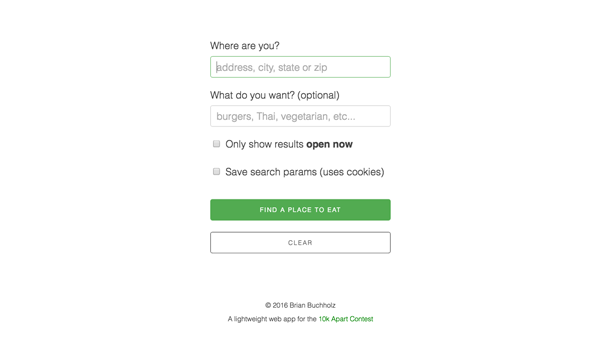 Where are you?
address, city, state or zip
What do you want? (optional)
burgers, Thai, vegetarian, etc...
Only show results open now
Save search params (uses cookies)
FIND A PLACE TO EAT
CLEAR
© 2016 Brian Buchholz
A lightweight web app for the 10k Apart Contest